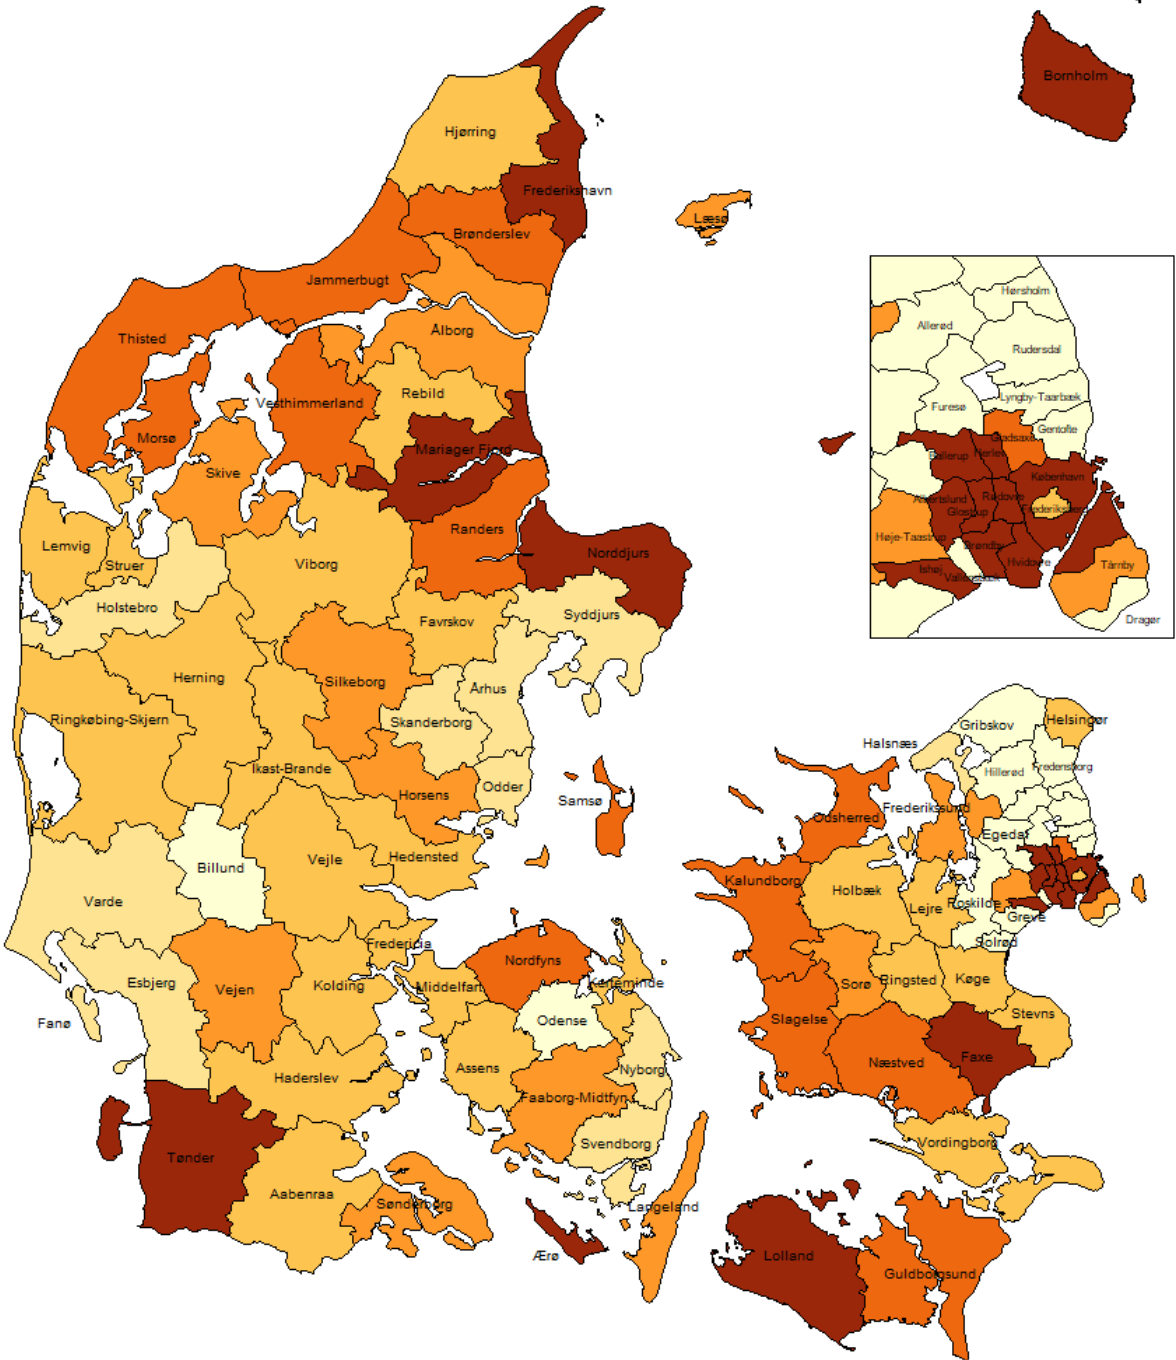 Bornholm
Hjørring
Frederikshavn
Læsø
Brønderslev
Jammerbugt
Ålborg
Thisted
Rebild
Vesthimmerland
Morsø
Mariager Fjord
Skive
Randers
Norddjurs
Lemvig
Struer
Viborg
Holstebro
Favrskov
Syddjurs
Herning
Silkeborg
Århus
Skanderborg
Ringkøbing-Skjern
Ikast-Brande
Horsens
Odder
Samsø
Billund
Vejle
Hedensted
Varde
Fredericia
Esbjerg
Vejen
Kolding
Middelfart
Nordfyns
Kerteminde
Fanø
Odense
Haderslev
Assens
Nyborg
Faaborg-Midtfyn
Svendborg
Tønder
Aabenraa
Sønderborg
Langeland
Ærø
Hørsholm
Allerød
Rudersdal
Lyngby-Taarbæk
Furesø
Gentofte
Gladsaxe
Ballerup
Herlev
København
Albertslund
Rødovre
Glostrup
Frederiksberg
Høje-Taastrup
Brøndby
Hvidovre
Ishøj
Vallensbæk
Tårnby
Dragør
Gribskov
Helsingør
Halsnæs
Hillerød
Fredensborg
Frederikssund
Odsherred
Egedal
Kalundborg
Holbæk
Lejre
Roskilde
Greve
Solrød
Sorø
Ringsted
Køge
Stevns
Slagelse
Næstved
Faxe
Vordingborg
Lolland
Guldborgsund